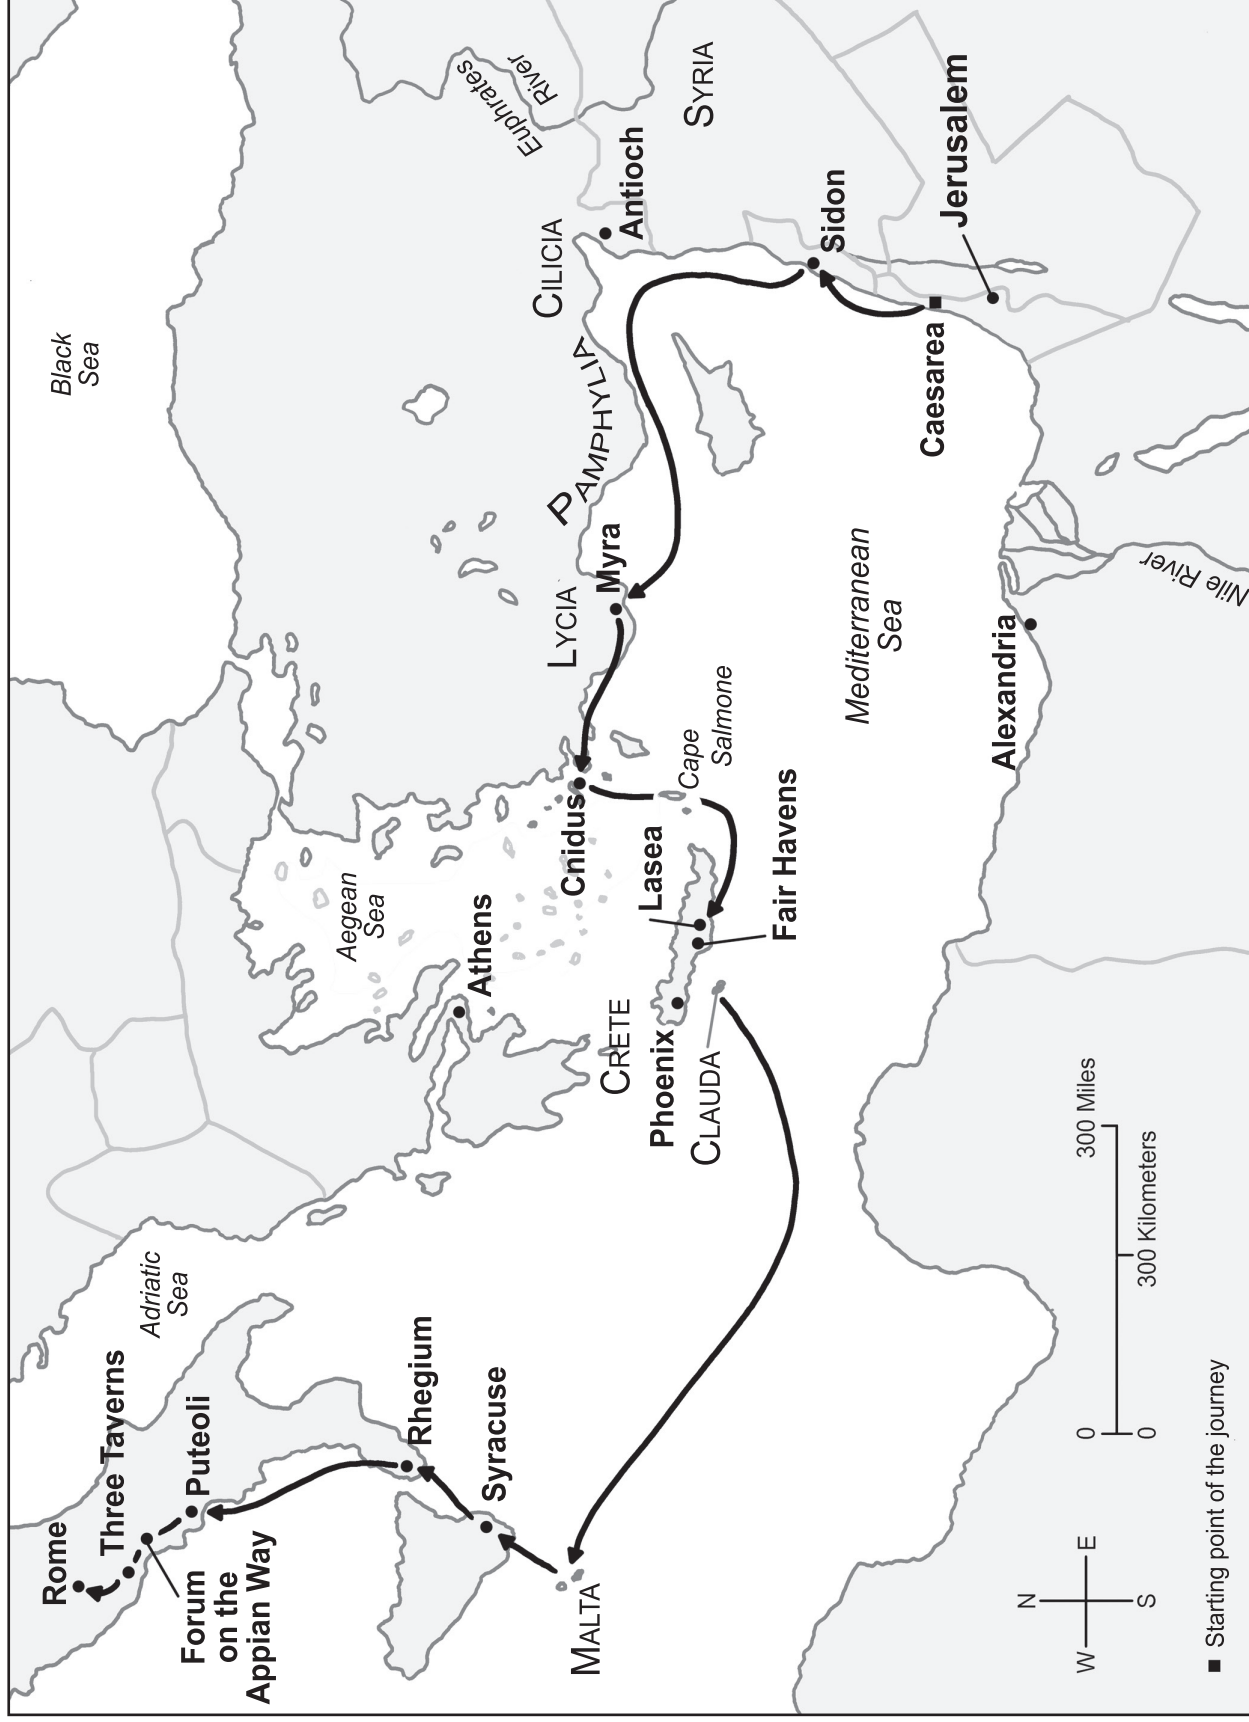 Black
Sea
Adriatic
Sea
Rome
Three Taverns
Puteoli
Forum
on the
Appian Way
Rhegium
Syracuse
MALTA
Aegean
Sea
Athens
Cnidus
CRETE
Phoenix
CLAUDA
Lasea
Fair Havens
Cape
Salmone
LYCIA
Myra
PAMPHYLIA
CILICIA
Antioch
Euphrates
River
SYRIA
Sidon
Jerusalem
Caesarea
Mediterranean
Sea
Alexandria
Nile River
N
W
E
S
0
300 Miles
0
300 Kilometers
Starting point of the journey